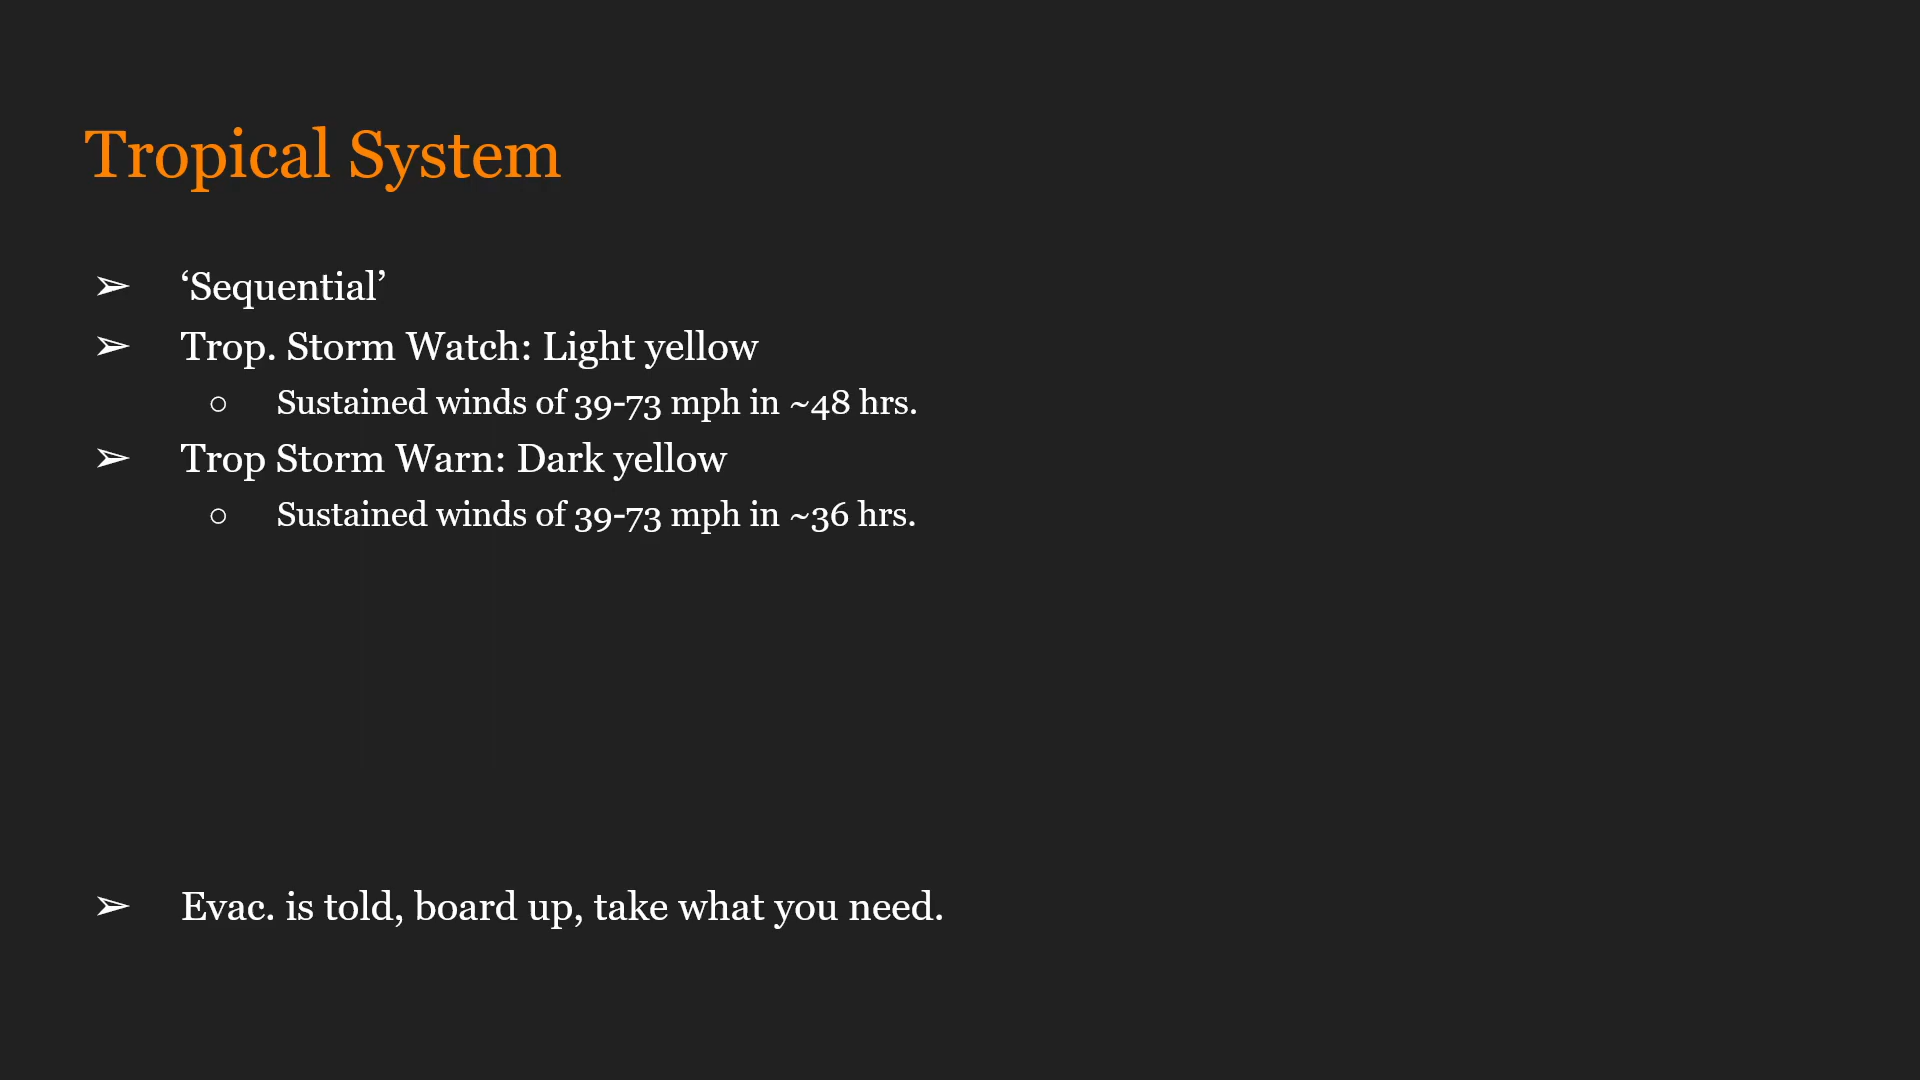 Tropical System
➢ ‘Sequential’
➢ Trop. Storm Watch: Light yellow
○ Sustained winds of 39-73 mph in ~48 hrs.
➢ Trop Storm Warn: Dark yellow
○ Sustained winds of 39-73 mph in ~36 hrs.
➢ Evac. is told, board up, take what you need.